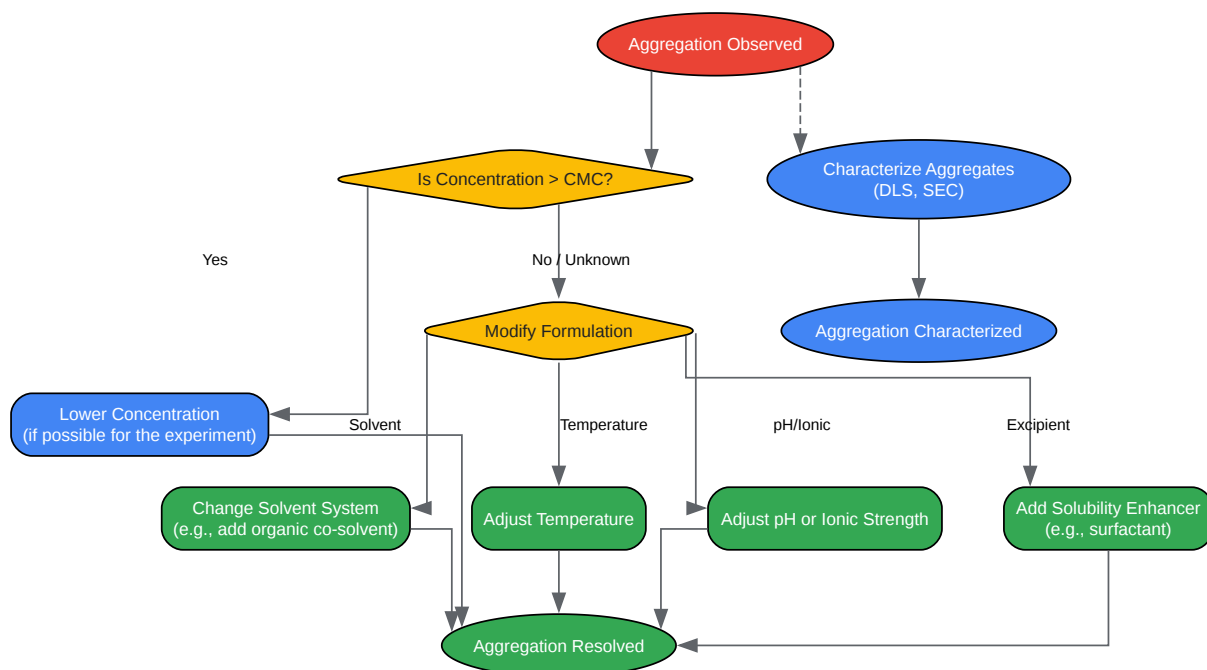 Aggregation Observed
Is Concentration > CMC?
Characterize Aggregates
(DLS, SEC)
Yes
No / Unknown
Modify Formulation
Aggregation Characterized
Lower Concentration
(if possible for the experiment)
Solvent
Temperature
pH/Ionic
Excipient
Change Solvent System
(e.g., add organic co-solvent)
Adjust Temperature
Adjust pH or Ionic Strength
Add Solubility Enhancer
(e.g., surfactant)
Aggregation Resolved